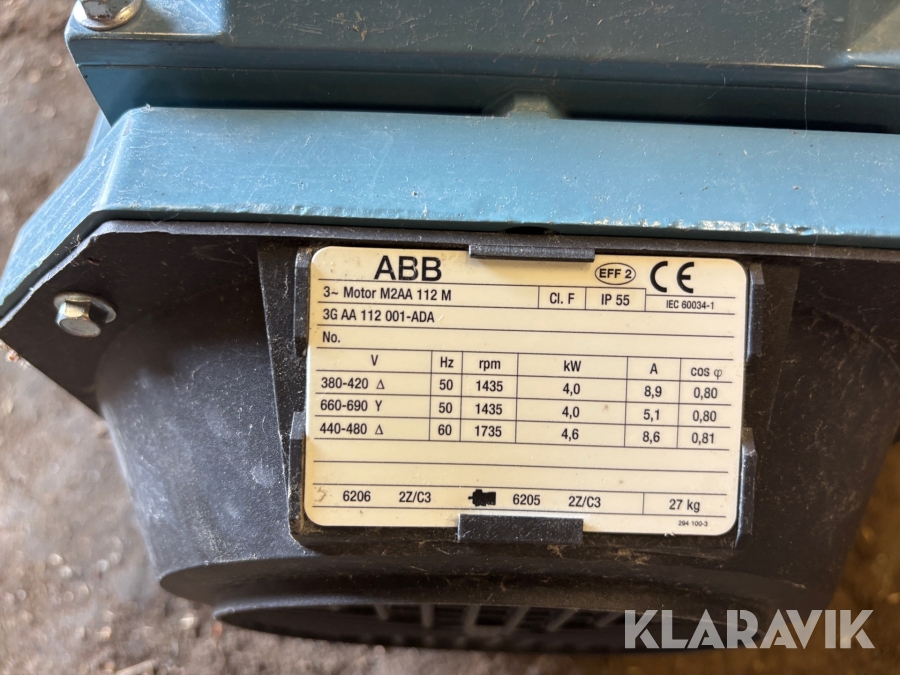 ABB EFF 2 CE
3~ Motor M2AA 112 M Cl. F IP 55 IEC 60034-1
3G AA 112 001-ADA
No.
V Hz rpm kW A cos φ
380-420 Δ 50 1435 4,0 8,9 0,80
660-690 Y 50 1435 4,0 5,1 0,80
440-480 Δ 60 1735 4,6 8,6 0,81
6206 2Z/C3 6205 2Z/C3 27 kg
294 100-3
KLARAVIK